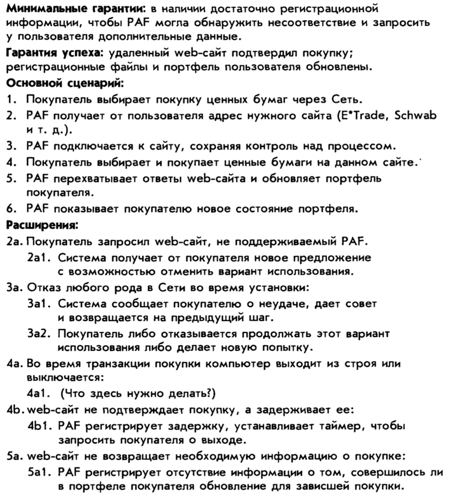 Минимальные гарантии: в наличии достаточно регистрационной
информации, чтобы PAF могла обнаружить несоответствие и запросить
у пользователя дополнительные данные.
Гарантия успеха: удаленный web-сайт подтвердил покупку;
регистрационные файлы и портфель пользователя обновлены.
Основной сценарий:
1. Покупатель выбирает покупку ценных бумаг через Сеть.
2. PAF получает от пользователя адрес нужного сайта (E*Trade, Schwab
и т. д.).
3. PAF подключается к сайту, сохраняя контроль над процессом.
4. Покупатель выбирает и покупает ценные бумаги на данном сайте.
5. PAF перехватывает ответы web-сайта и обновляет портфель
покупателя.
6. PAF показывает покупателю новое состояние портфеля.
Расширения:
2а. Покупатель запросил web-сайт, не поддерживаемый PAF.
2а1. Система получает от покупателя новое предложение
с возможностью отменить вариант использования.
3а. Отказ любого рода в Сети во время установки:
3а1. Система сообщает покупателю о неудаче, дает совет
и возвращается на предыдущий шаг.
3а2. Покупатель либо отказывается продолжать этот вариант
использования либо делает новую попытку.
4а. Во время транзакции покупки компьютер выходит из строя или
выключается:
4а1. (Что здесь нужно делать?)
4b. web-сайт не подтверждает покупку, а задерживает ее:
4b1. PAF регистрирует задержку, устанавливает таймер, чтобы
запросить покупателя о выходе.
5а. web-сайт не возвращает необходимую информацию о покупке:
5а1. PAF регистрирует отсутствие информации о том, совершилось ли
в портфеле покупателя обновление для зависшей покупки.